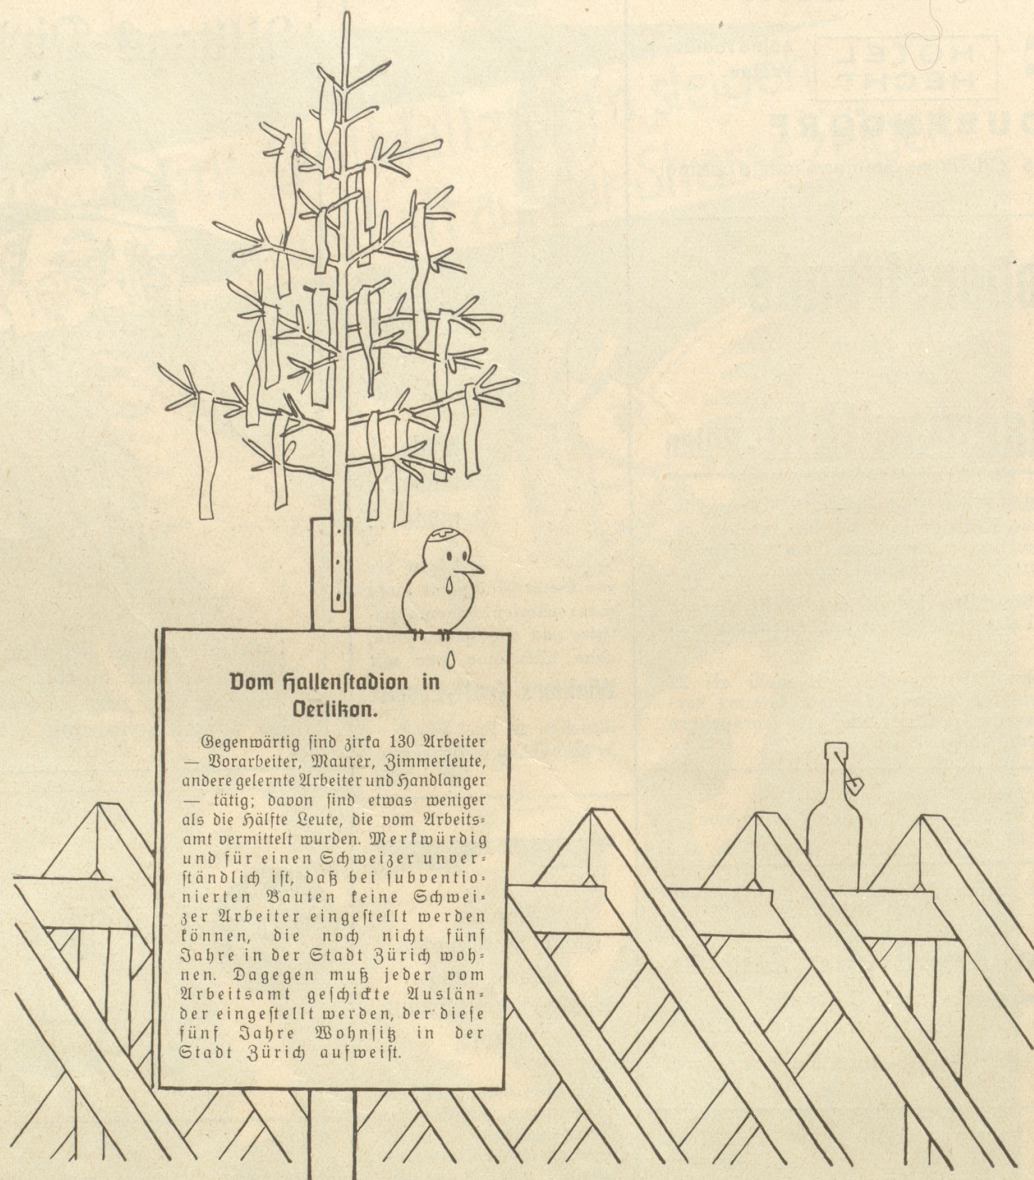 Vom Hallenstadion in
Oerlikon.
Gegenwärtig sind zirka 130 Arbeiter
— Vorarbeiter, Maurer, Zimmerleute,
andere gelernte Arbeiter und Handlanger
— tätig; davon sind etwas weniger
als die Hälfte Leute, die vom Arbeits-
amt vermittelt wurden. Merkwürdig
und für einen Schweizer unver-
ständlich ist, daß bei subventio-
nierten Bauten keine Schwei-
zer Arbeiter eingestellt werden
können, die noch nicht fünf
Jahre in der Stadt Zürich woh-
nen. Dagegen muß jeder vom
Arbeitsamt geschickte Auslän-
der eingestellt werden, der diese
fünf Jahre Wohnsitz in der
Stadt Zürich aufweist.